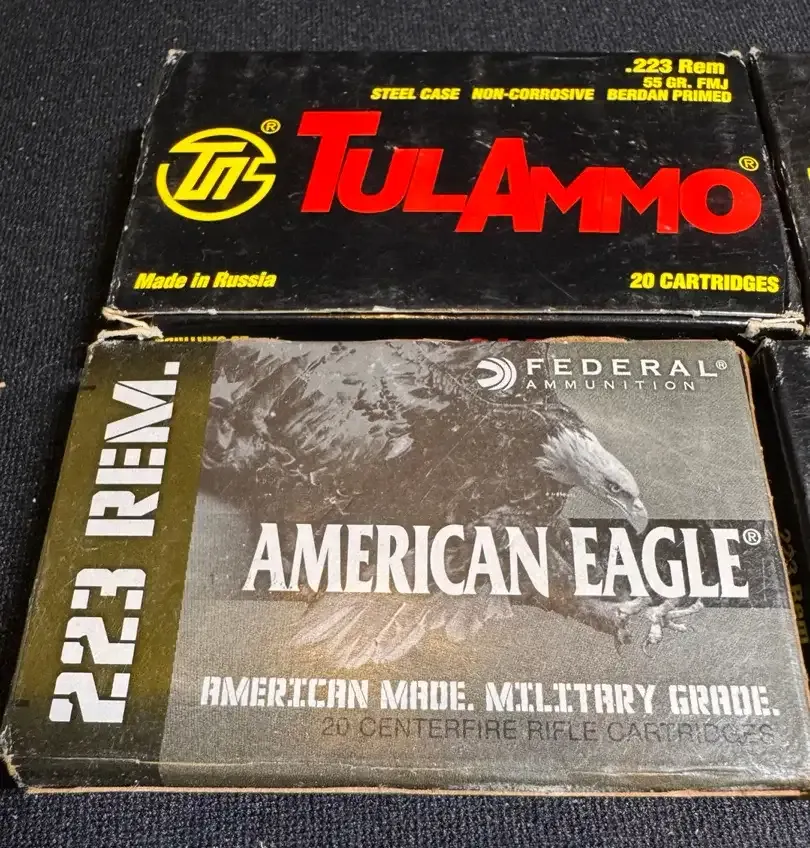 .223 Rem
55 GR. FMJ
STEEL CASE NON-CORROSIVE BERDAN PRIMED
®
TULAMMO®
Made in Russia
20 CARTRIDGES
223 REM.
FEDERAL®
AMMUNITION
AMERICAN EAGLE®
AMERICAN MADE. MILITARY GRADE.
20 CENTERFIRE RIFLE CARTRIDGES